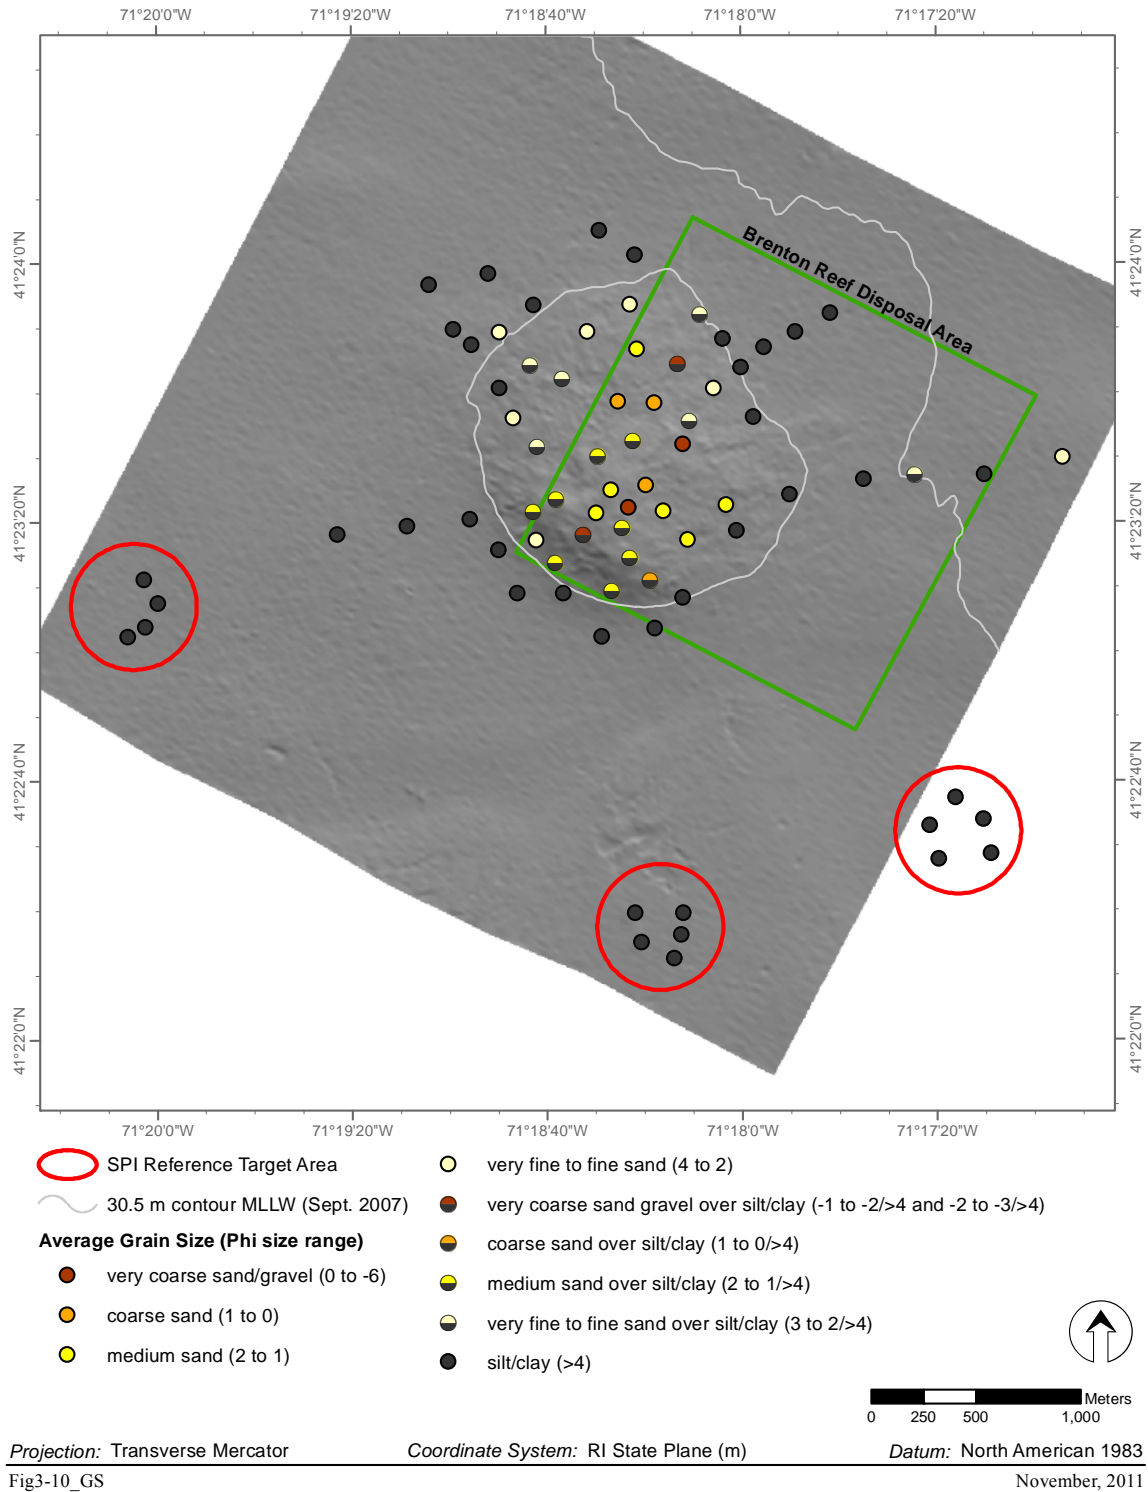 71°20'0"W 71°19'20"W 71°18'40"W 71°18'0"W 71°17'20"W
41°24'0"N
41°24'0"N
Brenton Reef Disposal Area
41°23'20"N
41°23'20"N
41°22'40"N
41°22'40"N
41°22'0"N
41°22'0"N
71°20'0"W 71°19'20"W 71°18'40"W 71°18'0"W 71°17'20"W
SPI Reference Target Area
30.5 m contour MLLW (Sept. 2007)
Average Grain Size (Phi size range)
very coarse sand/gravel (0 to -6)
coarse sand (1 to 0)
medium sand (2 to 1)
very fine to fine sand (4 to 2)
very coarse sand gravel over silt/clay (-1 to -2/>4 and -2 to -3/>4)
coarse sand over silt/clay (1 to 0/>4)
medium sand over silt/clay (2 to 1/>4)
very fine to fine sand over silt/clay (3 to 2/>4)
silt/clay (>4)
Meters
0 250 500 1,000
Projection: Transverse Mercator Coordinate System: RI State Plane (m) Datum: North American 1983
Fig3-10_GS November, 2011